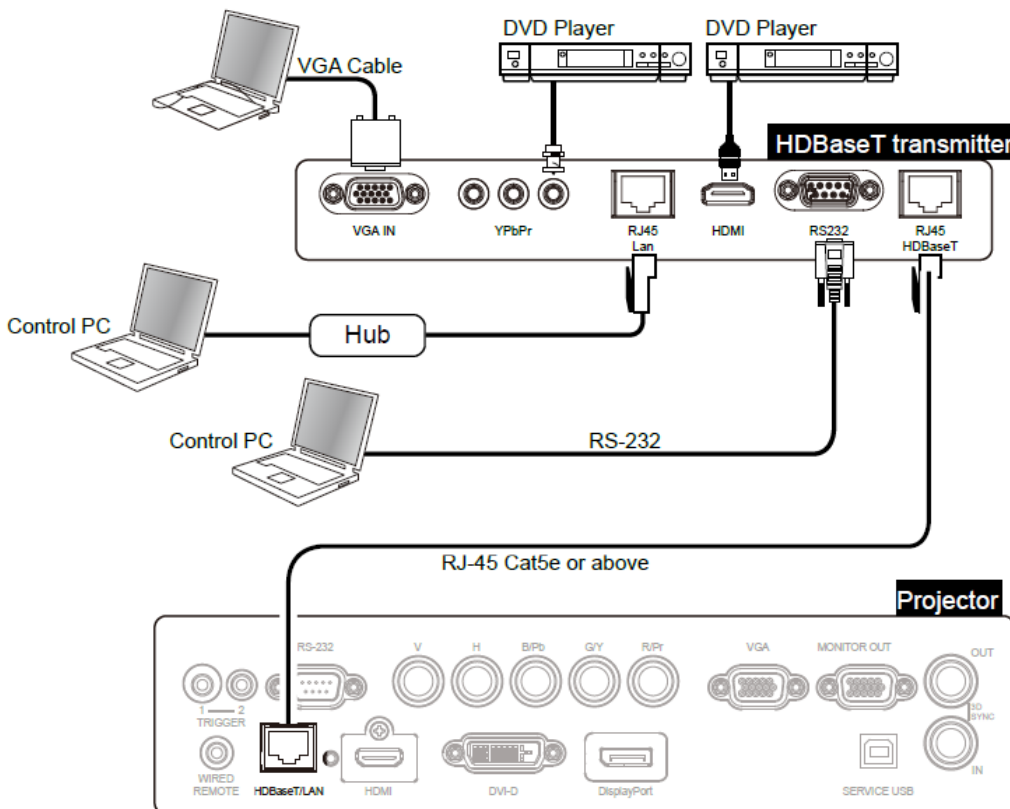 DVD Player
DVD Player
VGA Cable
HDBaseT transmitter
VGA IN
YPbPr
RJ45
Lan
HDMI
RS232
RJ45
HDBaseT
Control PC
Hub
Control PC
RS-232
RJ-45 Cat5e or above
Projector
RS-232
V
H
B/Pb
G/Y
R/Pr
VGA
MONITOR OUT
OUT
1
2
TRIGGER
3D
SYNC
WIRED
REMOTE
HDBaseT/LAN
HDMI
DVI-D
DisplayPort
SERVICE USB
IN